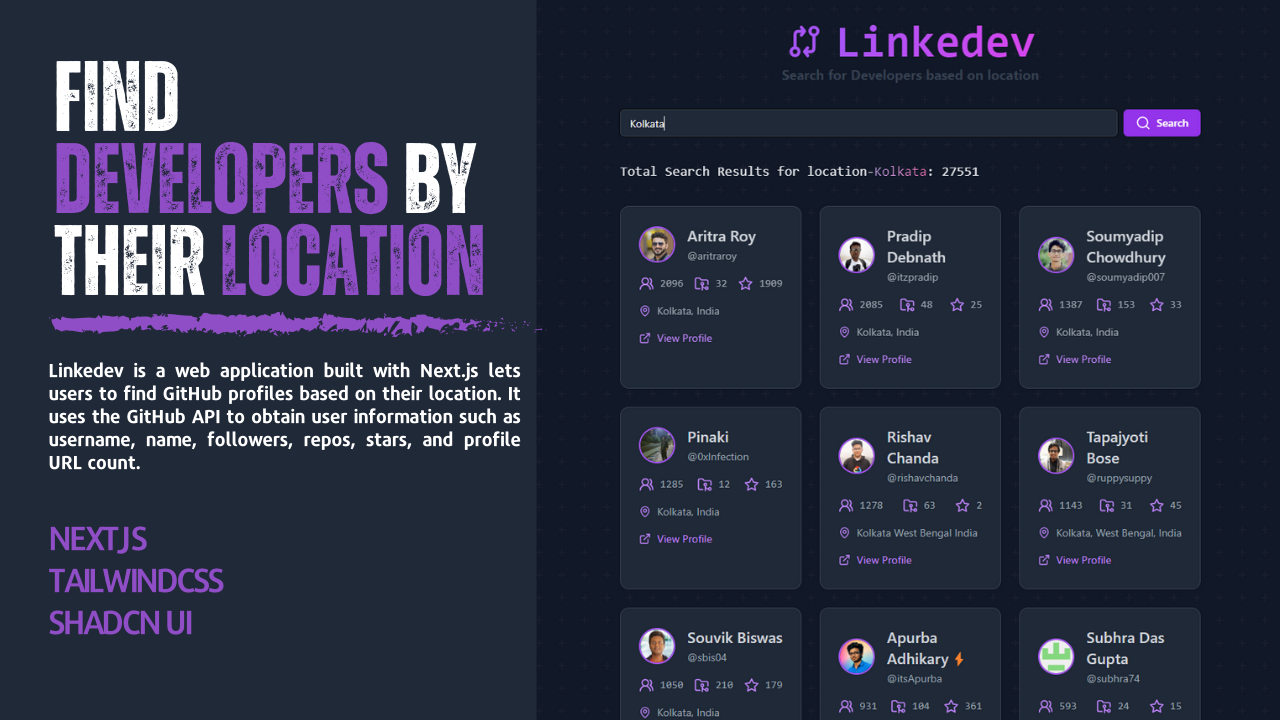 FIND
DEVELOPERS BY
THEIR LOCATION
Linkedev is a web application built with Next.js lets
users to find GitHub profiles based on their location. It
uses the GitHub API to obtain user information such as
username, name, followers, repos, stars, and profile
URL count.
NEXTJS
TAILWINDCSS
SHADCN UI
Linkedev
Search for Developers based on location
Kolkata
Search
Total Search Results for location-Kolkata: 27551
Aritra Roy
@aritraroy
2096 32 1909
Kolkata, India
View Profile
Pradip
Debnath
@itzpradip
2085 48 25
Kolkata, India
View Profile
Soumyadip
Chowdhury
@soumyadip007
1387 153 33
Kolkata, India
View Profile
Pinaki
@0xInfection
1285 12 163
Kolkata, India
View Profile
Rishav
Chanda
@rishavchanda
1278 63 2
Kolkata West Bengal India
View Profile
Tapajyoti
Bose
@ruppysuppy
1143 31 45
Kolkata, West Bengal, India
View Profile
Souvik Biswas
@sbis04
1050 210 179
Kolkata, India
Apurba
Adhikary
@itsApurba
931 104 361
Subhra Das
Gupta
@subhra74
593 24 15